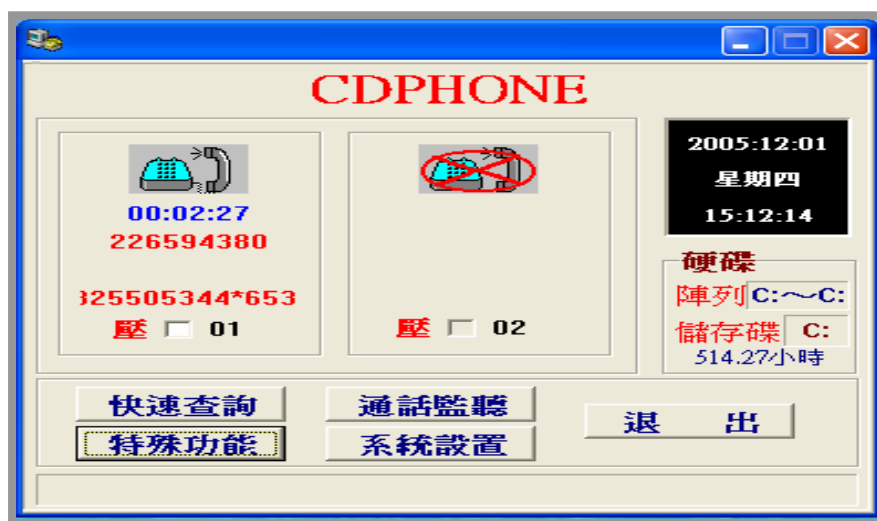 CDPHONE
00:02:27
226594380
325505344*653
壓 01
壓 02
2005:12:01
星期四
15:12:14
硬碟
陣列 C:～C:
儲存碟 C:
514.27小時
快速查詢
通話監聽
特殊功能
系統設置
退 出